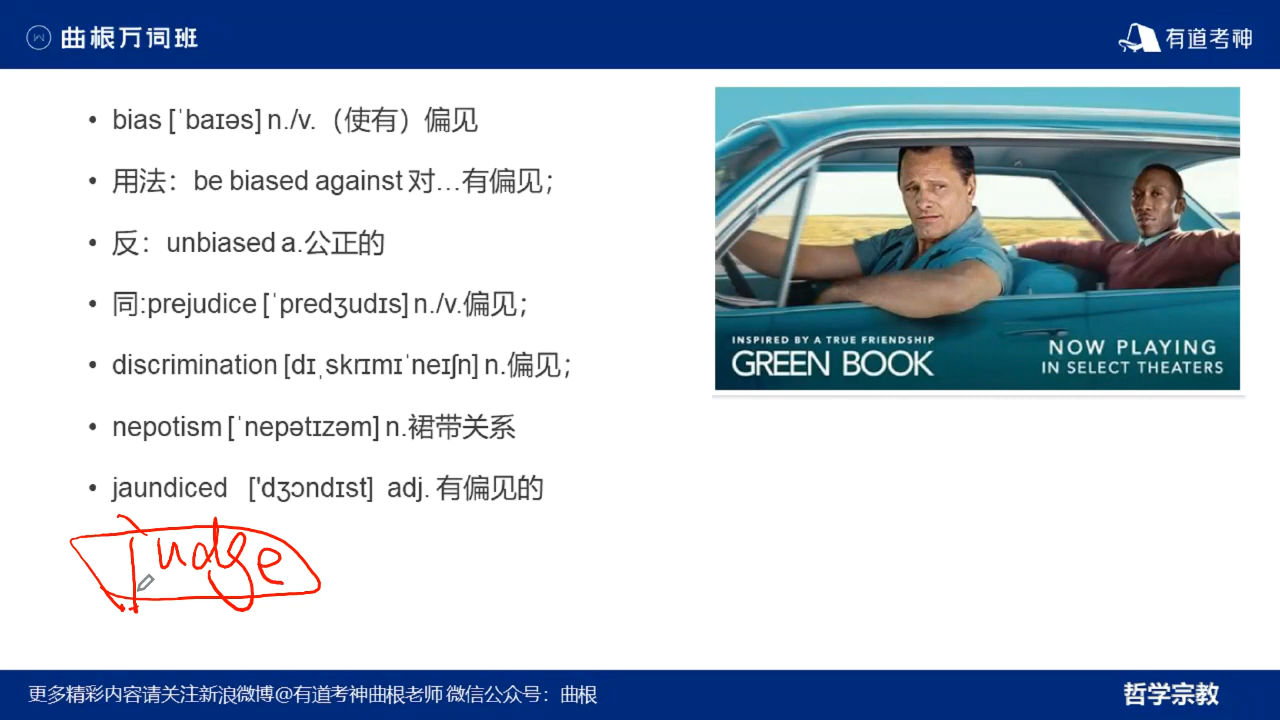 曲根万词班
有道考神
• bias [ˈbaɪəs] n./v.（使有）偏见
• 用法：be biased against 对…有偏见；
• 反：unbiased a.公正的
• 同:prejudice [ˈpredʒudɪs] n./v.偏见；
• discrimination [dɪˌskrɪmɪˈneɪʃn] n.偏见；
• nepotism [ˈnepətɪzəm] n.裙带关系
• jaundiced ['dʒɔndɪst] adj. 有偏见的
judge
INSPIRED BY A TRUE FRIENDSHIP
GREEN BOOK
NOW PLAYING
IN SELECT THEATERS
更多精彩内容请关注新浪微博@有道考神曲根老师 微信公众号：曲根
哲学宗教